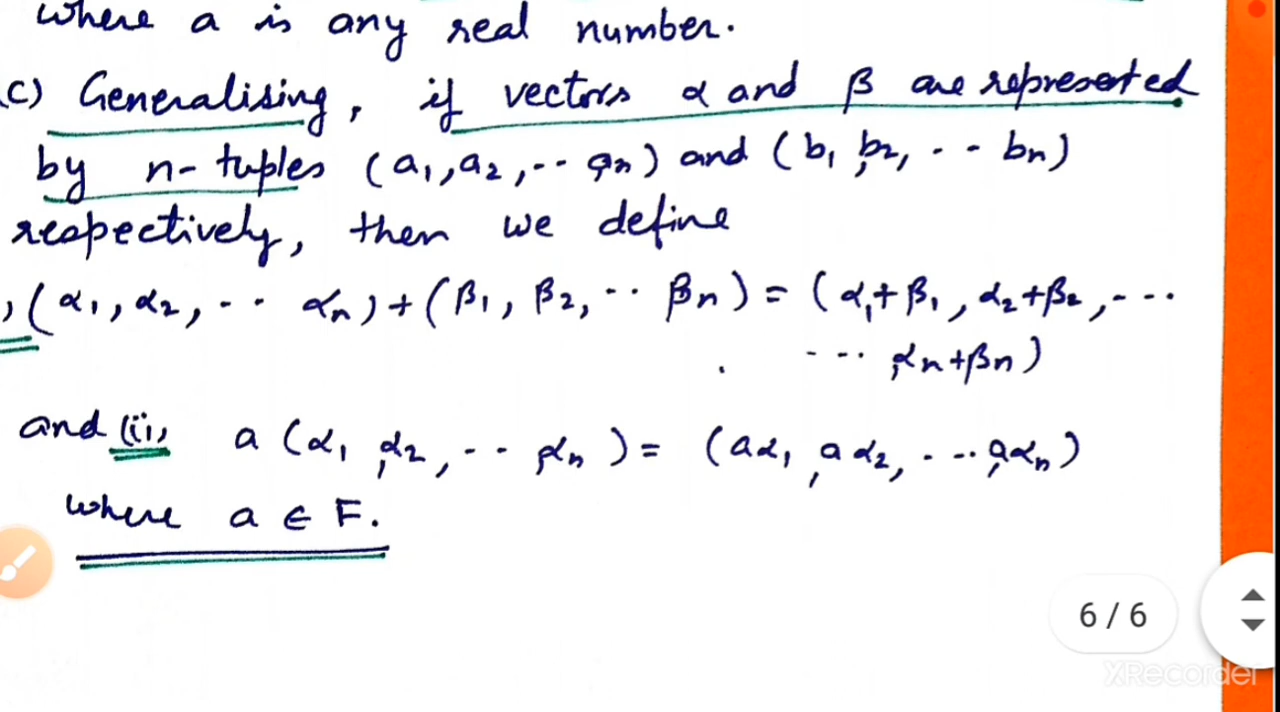 where a is any real number.
(C) Generalising, if vectors α and β are represented
by n-tuples (a₁, a₂, -- aₙ) and (b₁, b₂, - - bₙ)
respectively, then we define
) (α₁, α₂, - - αₙ) + (β₁, β₂, -- βₙ) = (α₁+β₁, α₂+β₂, ---
--- , αₙ+βₙ)
and (ii) a (α₁, α₂, - - αₙ) = (aα₁, aα₂, - -- , aαₙ)
where a ∈ F.
6 / 6
XRecorder